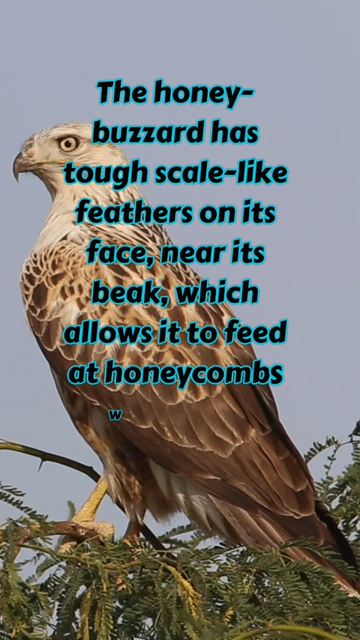 The honey-
buzzard has
tough scale-like
feathers on its
face, near its
beak, which
allows it to feed
at honeycombs
w